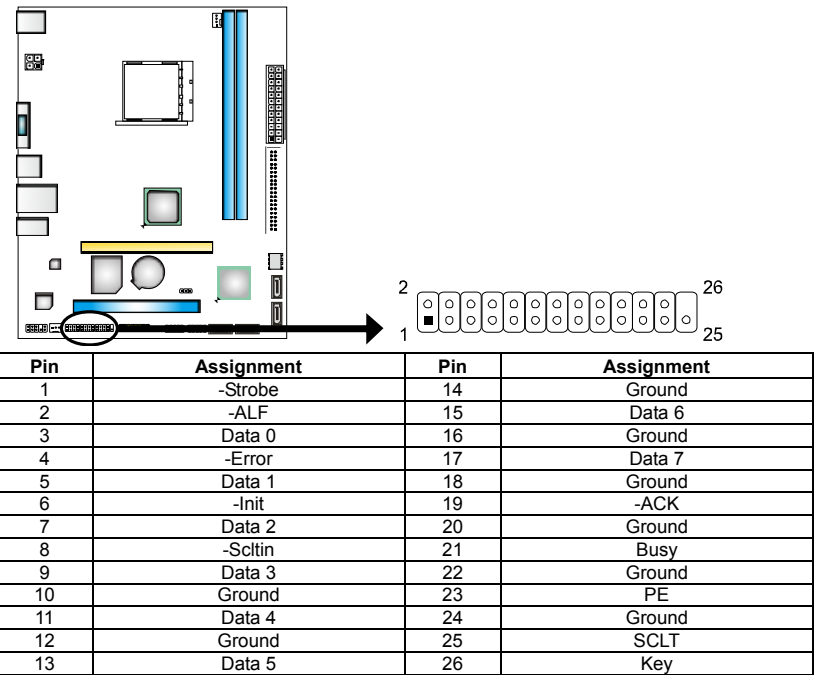 2 26
1 25
Pin Assignment Pin Assignment
1 -Strobe 14 Ground
2 -ALF 15 Data 6
3 Data 0 16 Ground
4 -Error 17 Data 7
5 Data 1 18 Ground
6 -Init 19 -ACK
7 Data 2 20 Ground
8 -Scltin 21 Busy
9 Data 3 22 Ground
10 Ground 23 PE
11 Data 4 24 Ground
12 Ground 25 SCLT
13 Data 5 26 Key